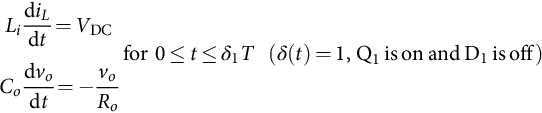 L_i di_L/dt = V_DC
for 0 ≤ t ≤ δ_1 T (δ(t) = 1, Q_1 is on and D_1 is off)
C_o dv_o/dt = −v_o/R_o